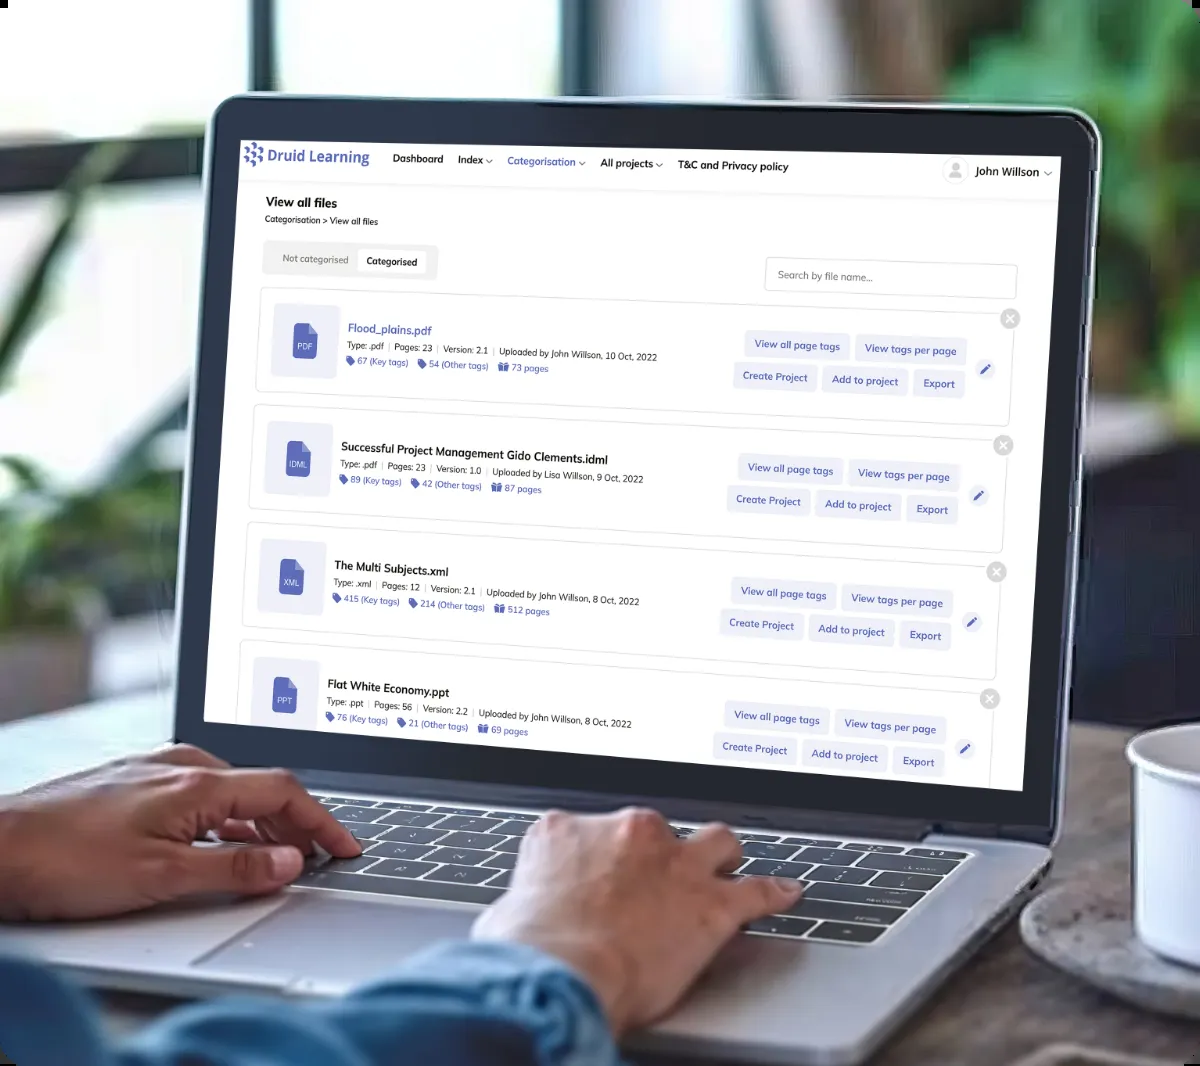 Druid Learning Dashboard Index Categorisation All projects T&C and Privacy policy John Willson
View all files
Categorisation > View all files
Not categorised Categorised
Search by file name...
PDF
Flood_plains.pdf
Type: .pdf | Pages: 23 | Version: 2.1 | Uploaded by John Willson, 10 Oct, 2022
67 (Key tags) 54 (Other tags) 73 pages
View all page tags View tags per page
Create Project Add to project Export
IDML
Successful Project Management Gido Clements.idml
Type: .pdf | Pages: 23 | Version: 1.0 | Uploaded by Lisa Willson, 9 Oct, 2022
89 (Key tags) 42 (Other tags) 87 pages
View all page tags View tags per page
Create Project Add to project Export
XML
The Multi Subjects.xml
Type: .xml | Pages: 12 | Version: 2.1 | Uploaded by John Willson, 8 Oct, 2022
415 (Key tags) 214 (Other tags) 512 pages
View all page tags View tags per page
Create Project Add to project Export
PPT
Flat White Economy.ppt
Type: .ppt | Pages: 56 | Version: 2.2 | Uploaded by John Willson, 8 Oct, 2022
76 (Key tags) 21 (Other tags) 69 pages
View all page tags View tags per page
Create Project Add to project Export